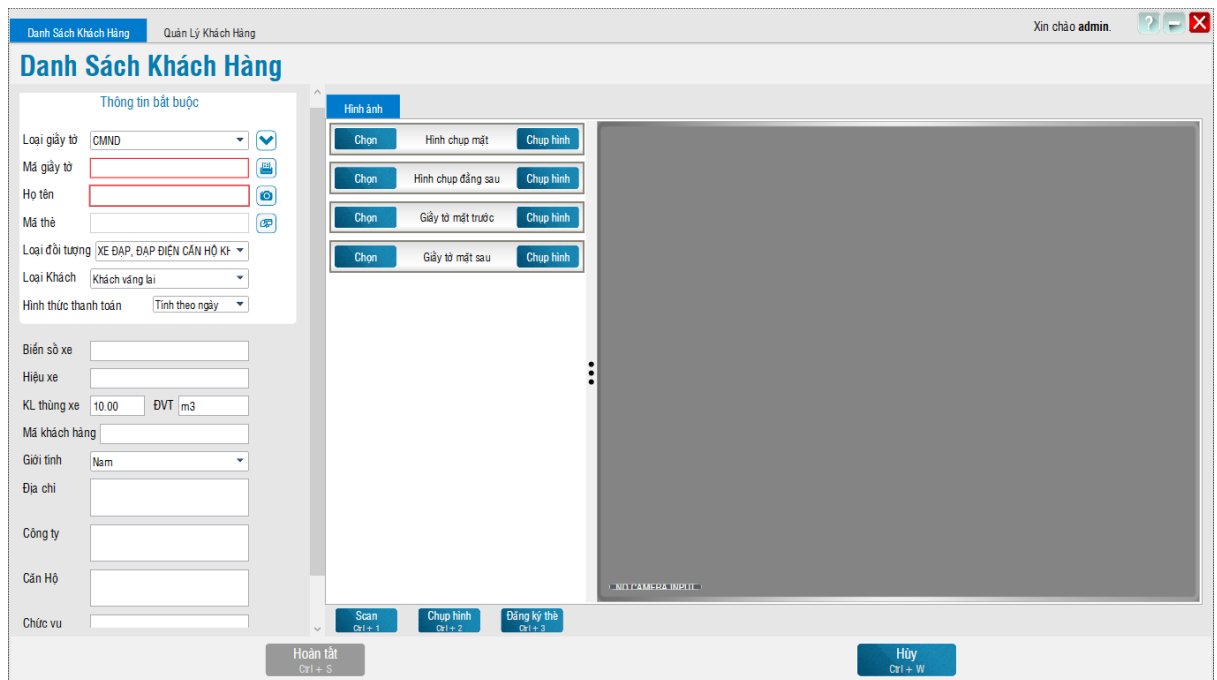 Danh Sách Khách Hàng
Quản Lý Khách Hàng
Xin chào admin.
Danh Sách Khách Hàng
Thông tin bắt buộc
Loại giấy tờ CMND
Mã giấy tờ
Họ tên
Mã thẻ
Loại đối tượng XE ĐẠP, ĐẠP ĐIỆN CĂN HỘ KH
Loại Khách Khách vãng lai
Hình thức thanh toán Tính theo ngày
Biển số xe
Hiệu xe
KL thùng xe 10.00 ĐVT m3
Mã khách hàng
Giới tính Nam
Địa chỉ
Công ty
Căn Hộ
Chức vụ
Hình ảnh
Chọn Hình chụp mặt Chụp hình
Chọn Hình chụp đằng sau Chụp hình
Chọn Giấy tờ mặt trước Chụp hình
Chọn Giấy tờ mặt sau Chụp hình
NO CAMERA INPUT
Scan
Ctrl + 1
Chụp hình
Ctrl + 2
Đăng ký thẻ
Ctrl + 3
Hoàn tất
Ctrl + S
Hủy
Ctrl + W